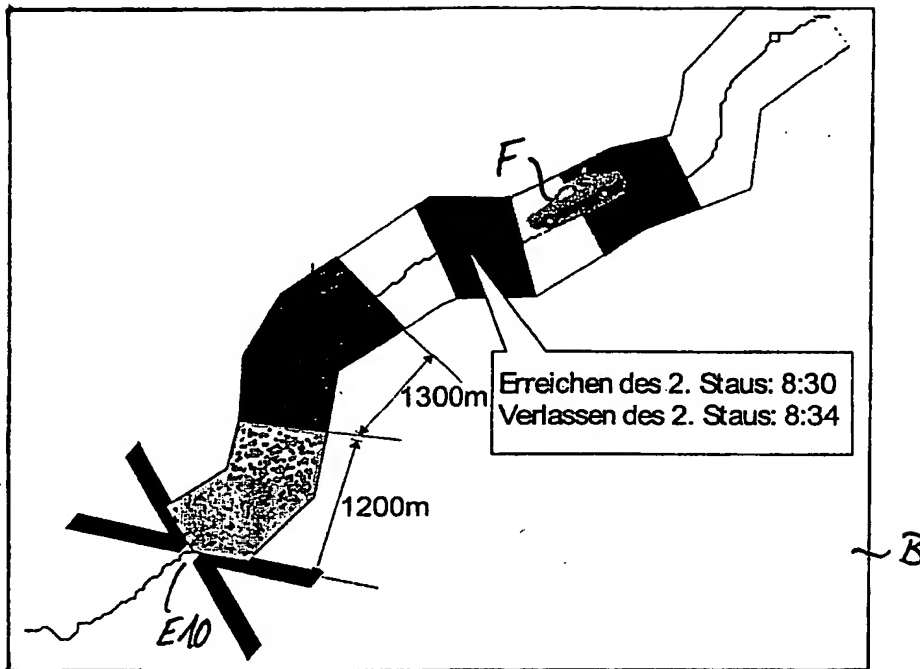 F
Erreichen des 2. Staus: 8:30
Verlassen des 2. Staus: 8:34
1300m
1200m
B
E10